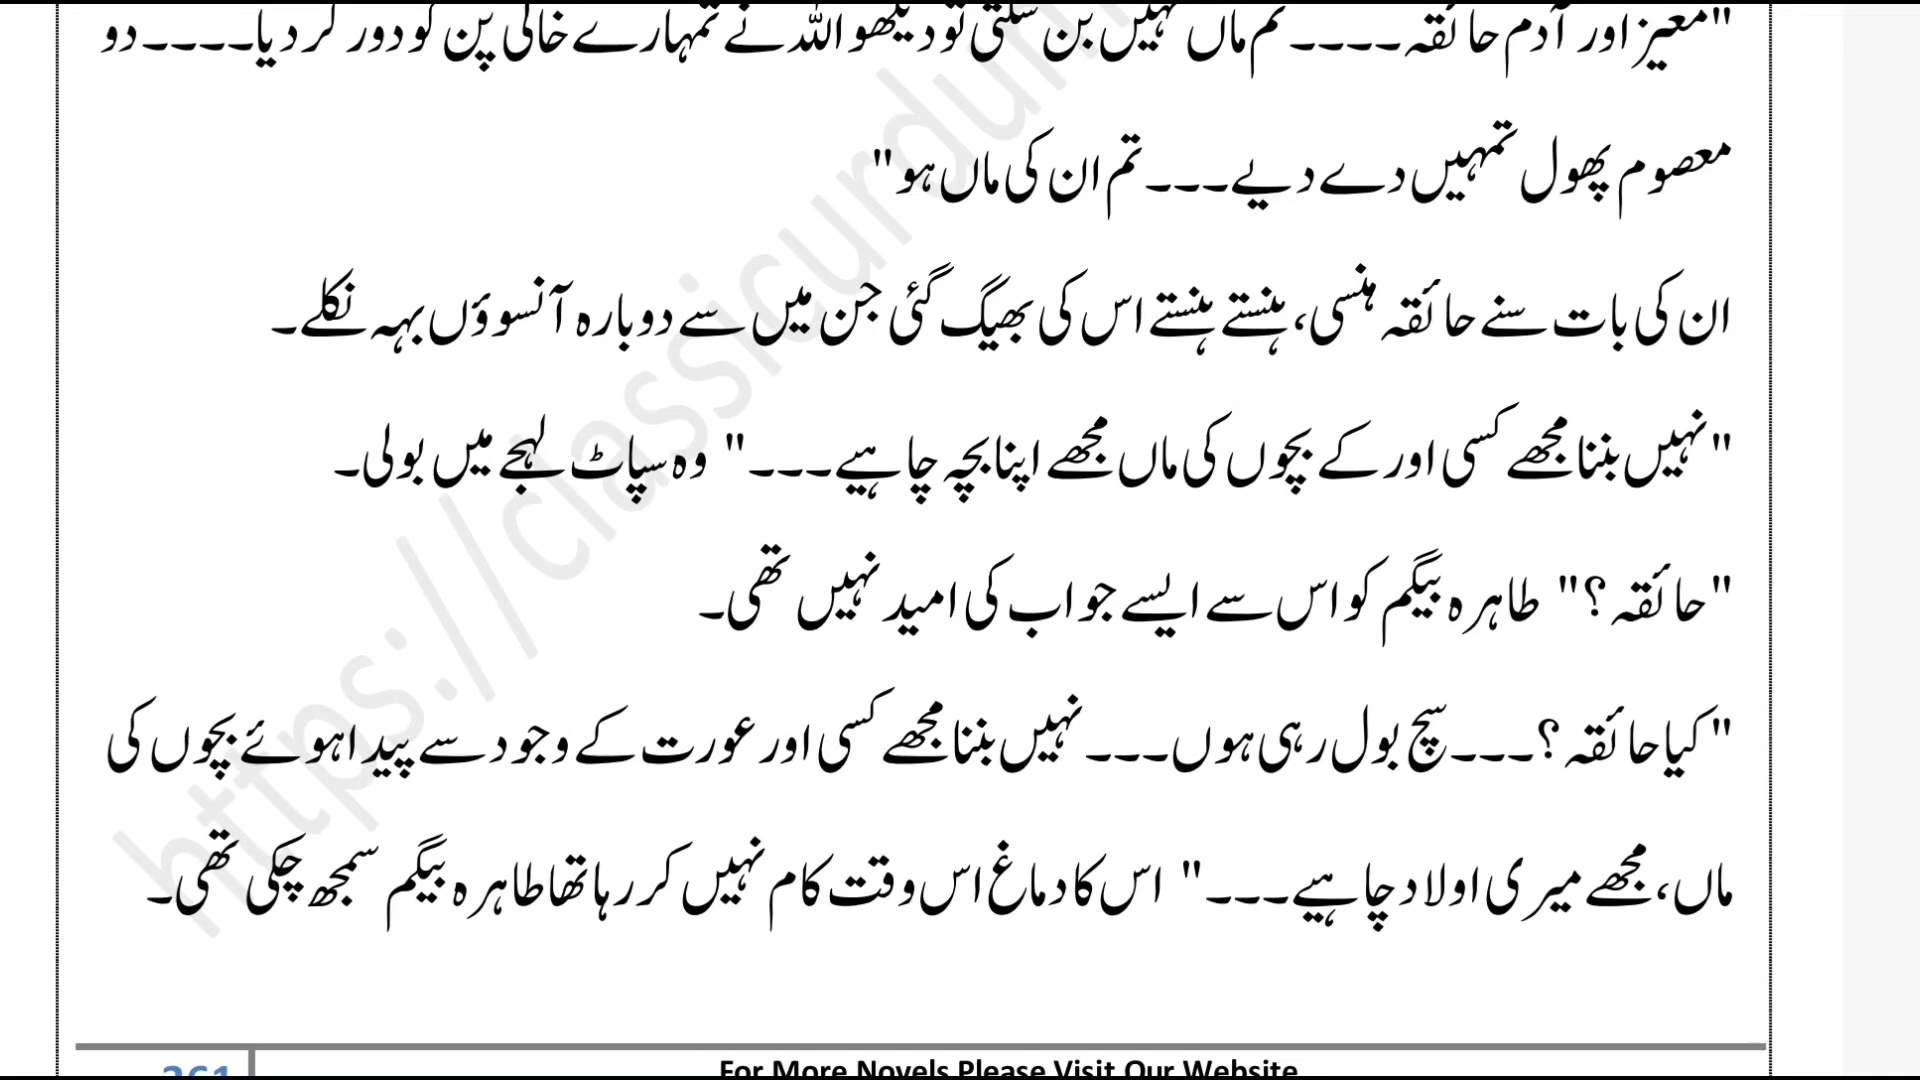 "معیز اور آدم حائقہ۔۔۔۔ تم ماں نہیں بن سکتی تو دیکھو اللہ نے تمہارے خالی پن کو دور کر دیا۔۔۔۔ دو
معصوم پھول تمہیں دے دیے۔۔۔ تم ان کی ماں ہو"
ان کی بات سنے حائقہ ہنسی، ہنستے ہنستے اس کی بھیگ گئی جن میں سے دوبارہ آنسوؤں بہہ نکلے۔
"نہیں بننا مجھے کسی اور کے بچوں کی ماں مجھے اپنا بچہ چاہیے۔۔۔" وہ سپاٹ لہجے میں بولی۔
"حائقہ؟" طاہرہ بیگم کو اس سے ایسے جواب کی امید نہیں تھی۔
"کیا حائقہ؟۔۔۔ سچ بول رہی ہوں۔۔۔ نہیں بننا مجھے کسی اور عورت کے وجود سے پیدا ہوئے بچوں کی
ماں، مجھے میری اولاد چاہیے۔۔۔" اس کا دماغ اس وقت کام نہیں کر رہا تھا طاہرہ بیگم سمجھ چکی تھی۔
https://classicurdu
261
For More Novels Please Visit Our Website